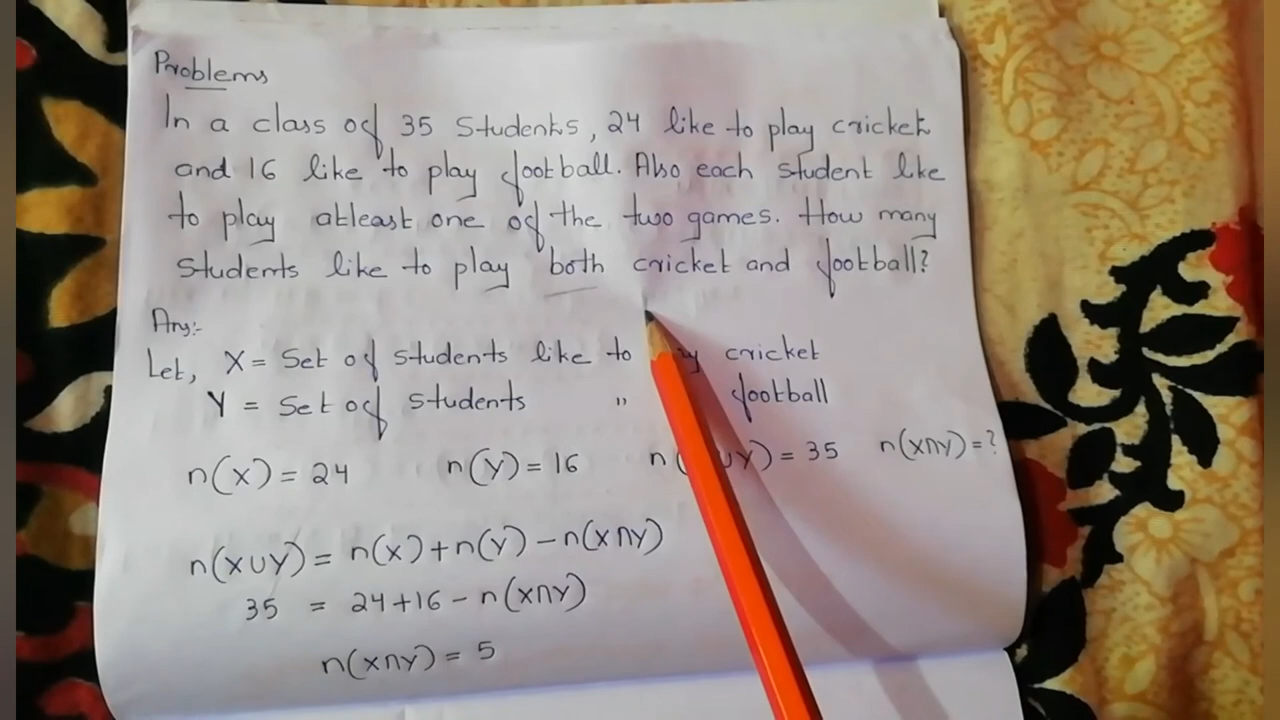 Problems
In a class of 35 students, 24 like to play cricket
and 16 like to play football. Also each student like
to play atleast one of the two games. How many
students like to play both cricket and football?
Ans:-
Let, X = Set of students like to cricket
Y = Set of students " football
n(X) = 24 n(Y) = 16 n( Y) = 35 n(X∩Y) = ?
n(X∪Y) = n(X) + n(Y) - n(X∩Y)
35 = 24+16 - n(X∩Y)
n(X∩Y) = 5